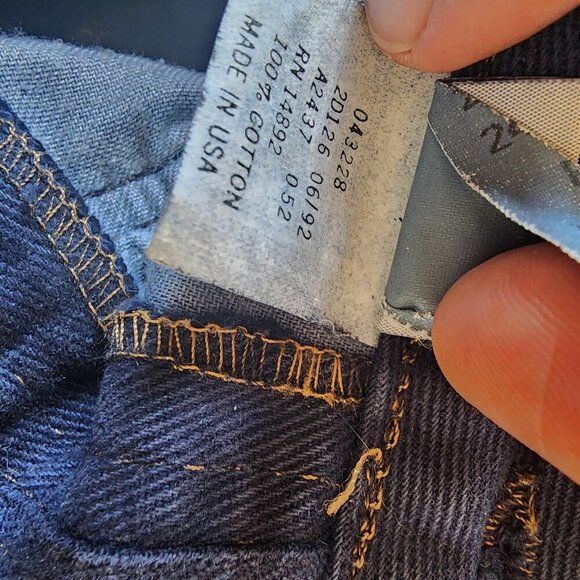 043228
2D126 06/92
A2437 052
RN 14892
100% COTTON
MADE IN USA